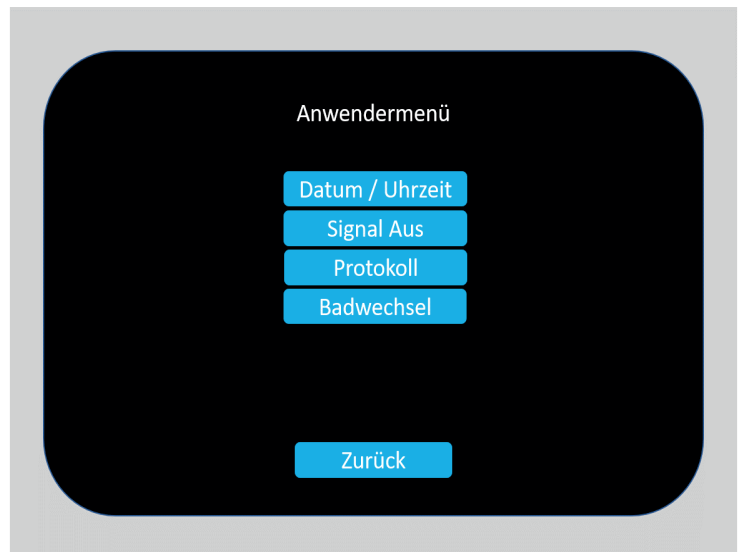 Anwendermenü
Datum / Uhrzeit
Signal Aus
Protokoll
Badwechsel
Zurück